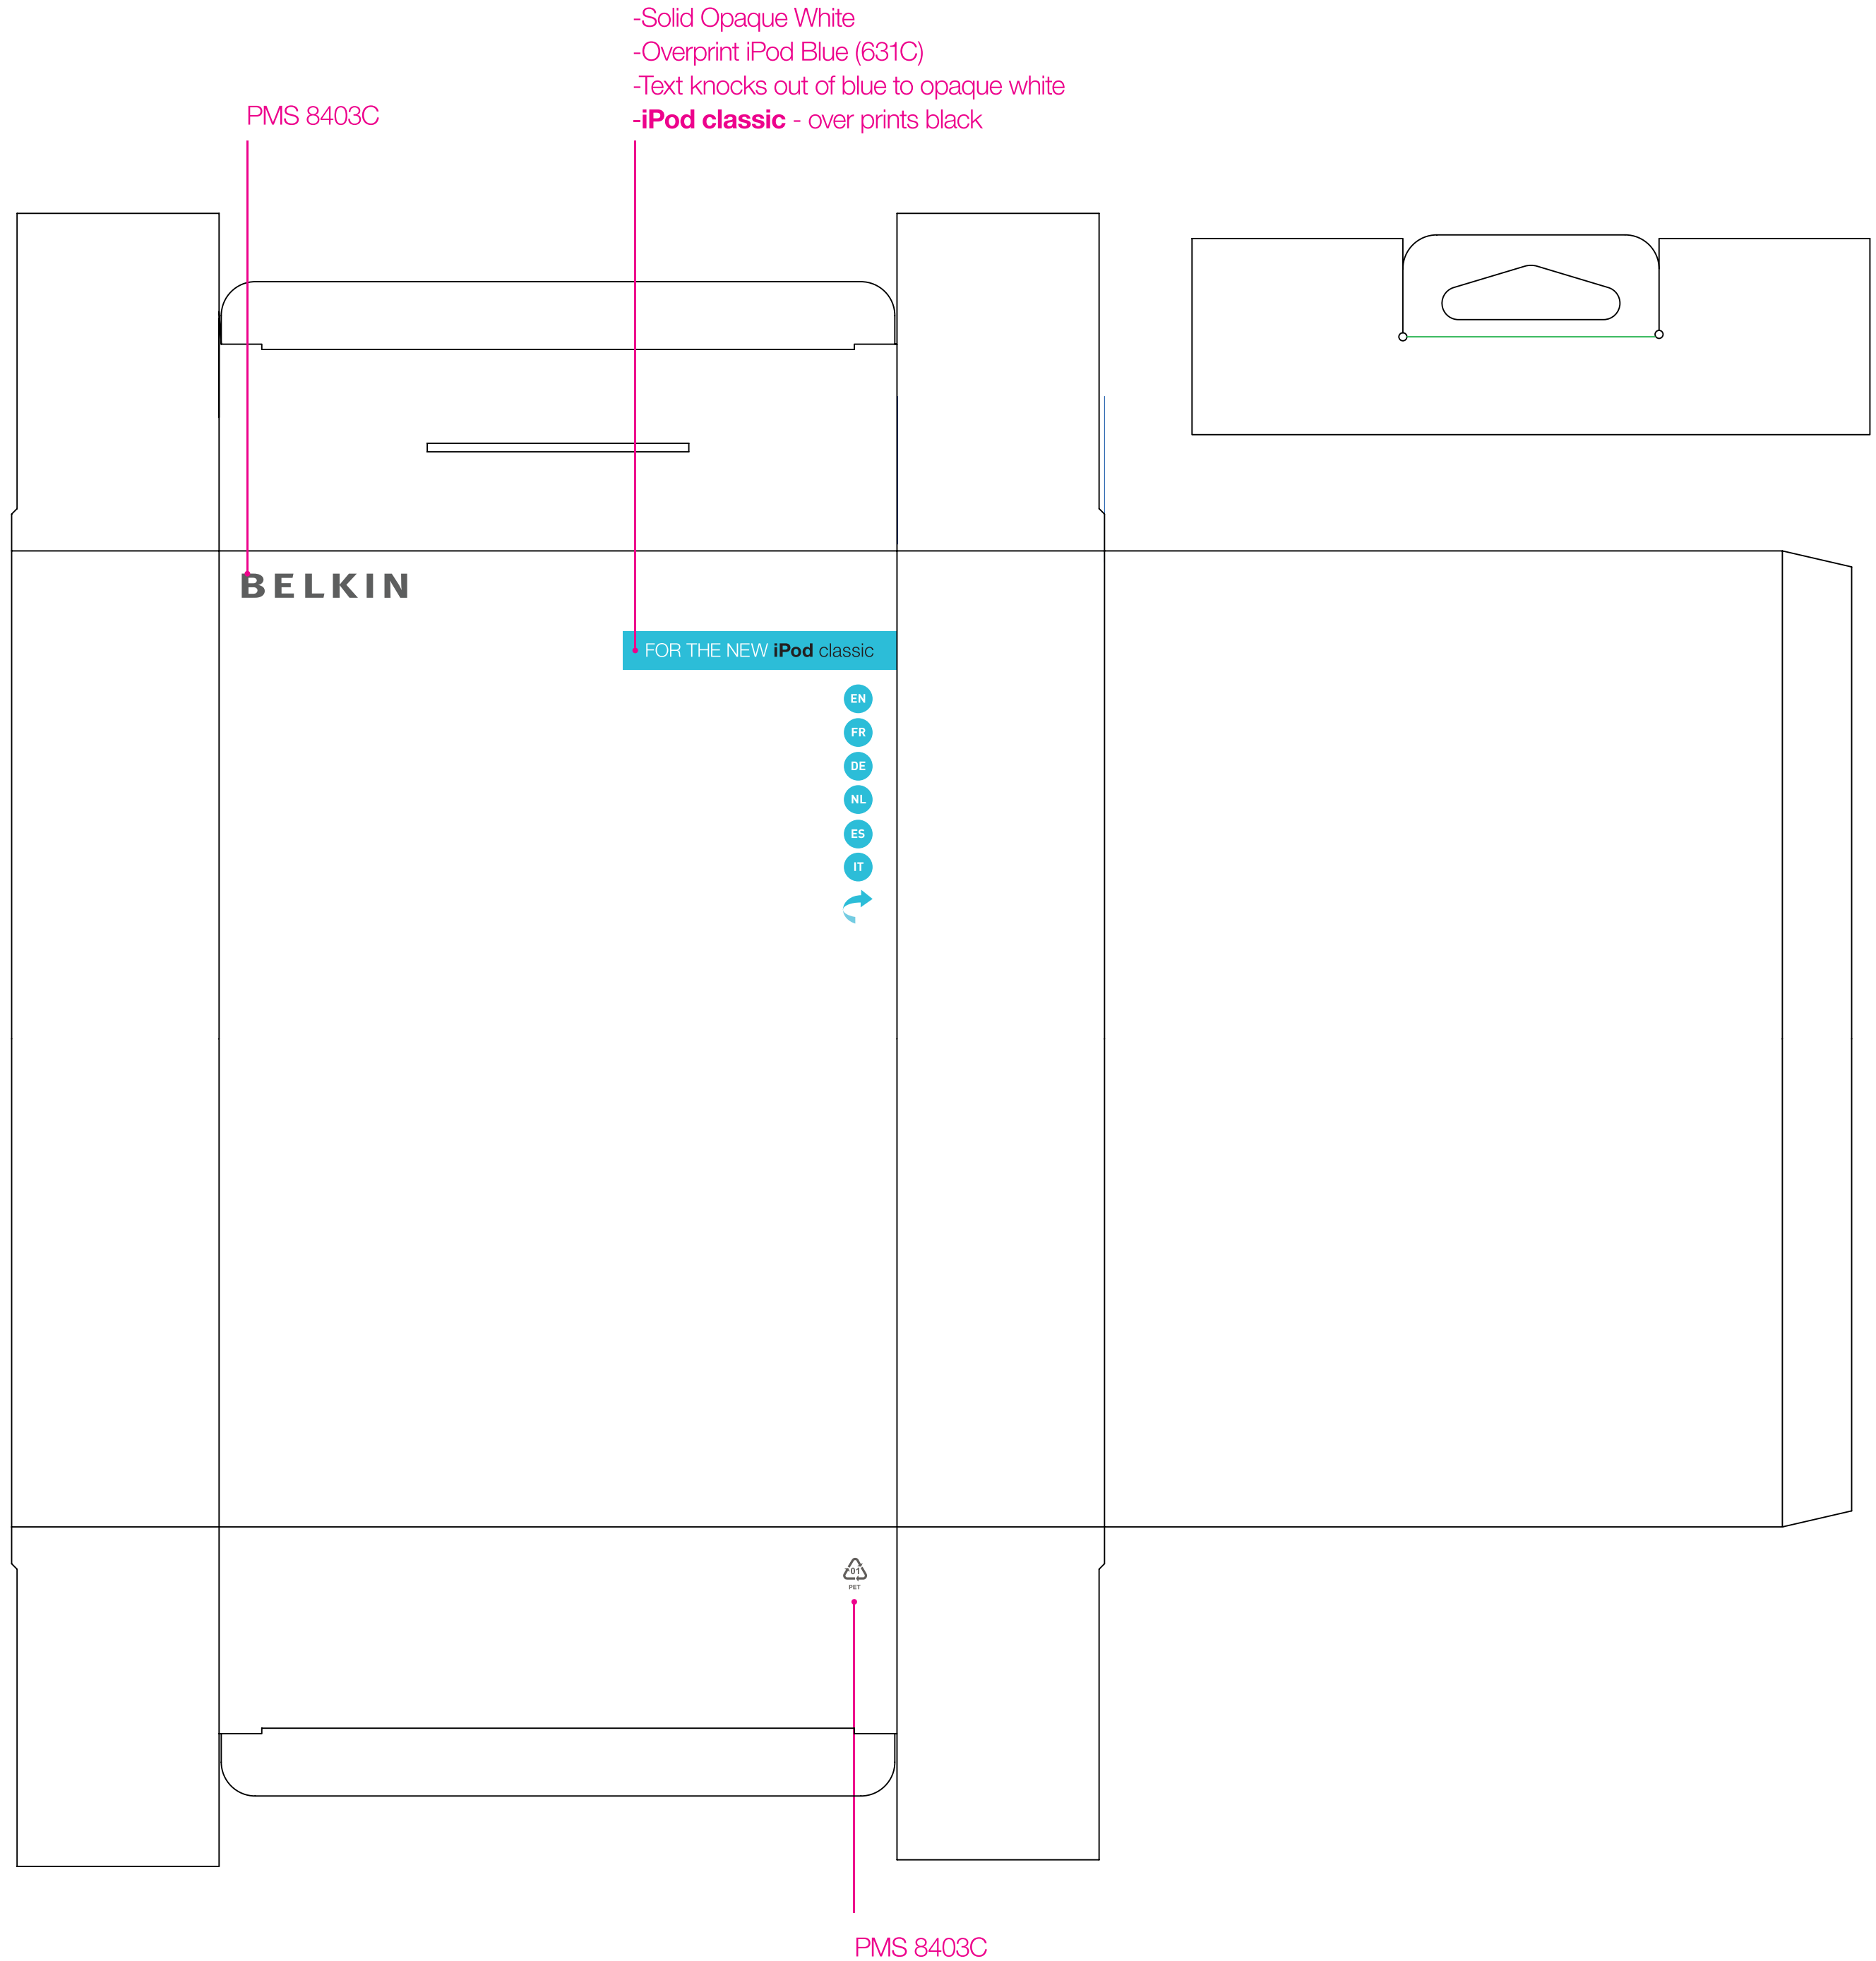 -Solid Opaque White
-Overprint iPod Blue (631C)
-Text knocks out of blue to opaque white
-iPod classic - over prints black
PMS 8403C
BELKIN
FOR THE NEW iPod classic
EN
FR
DE
NL
ES
IT
01
PET
PMS 8403C